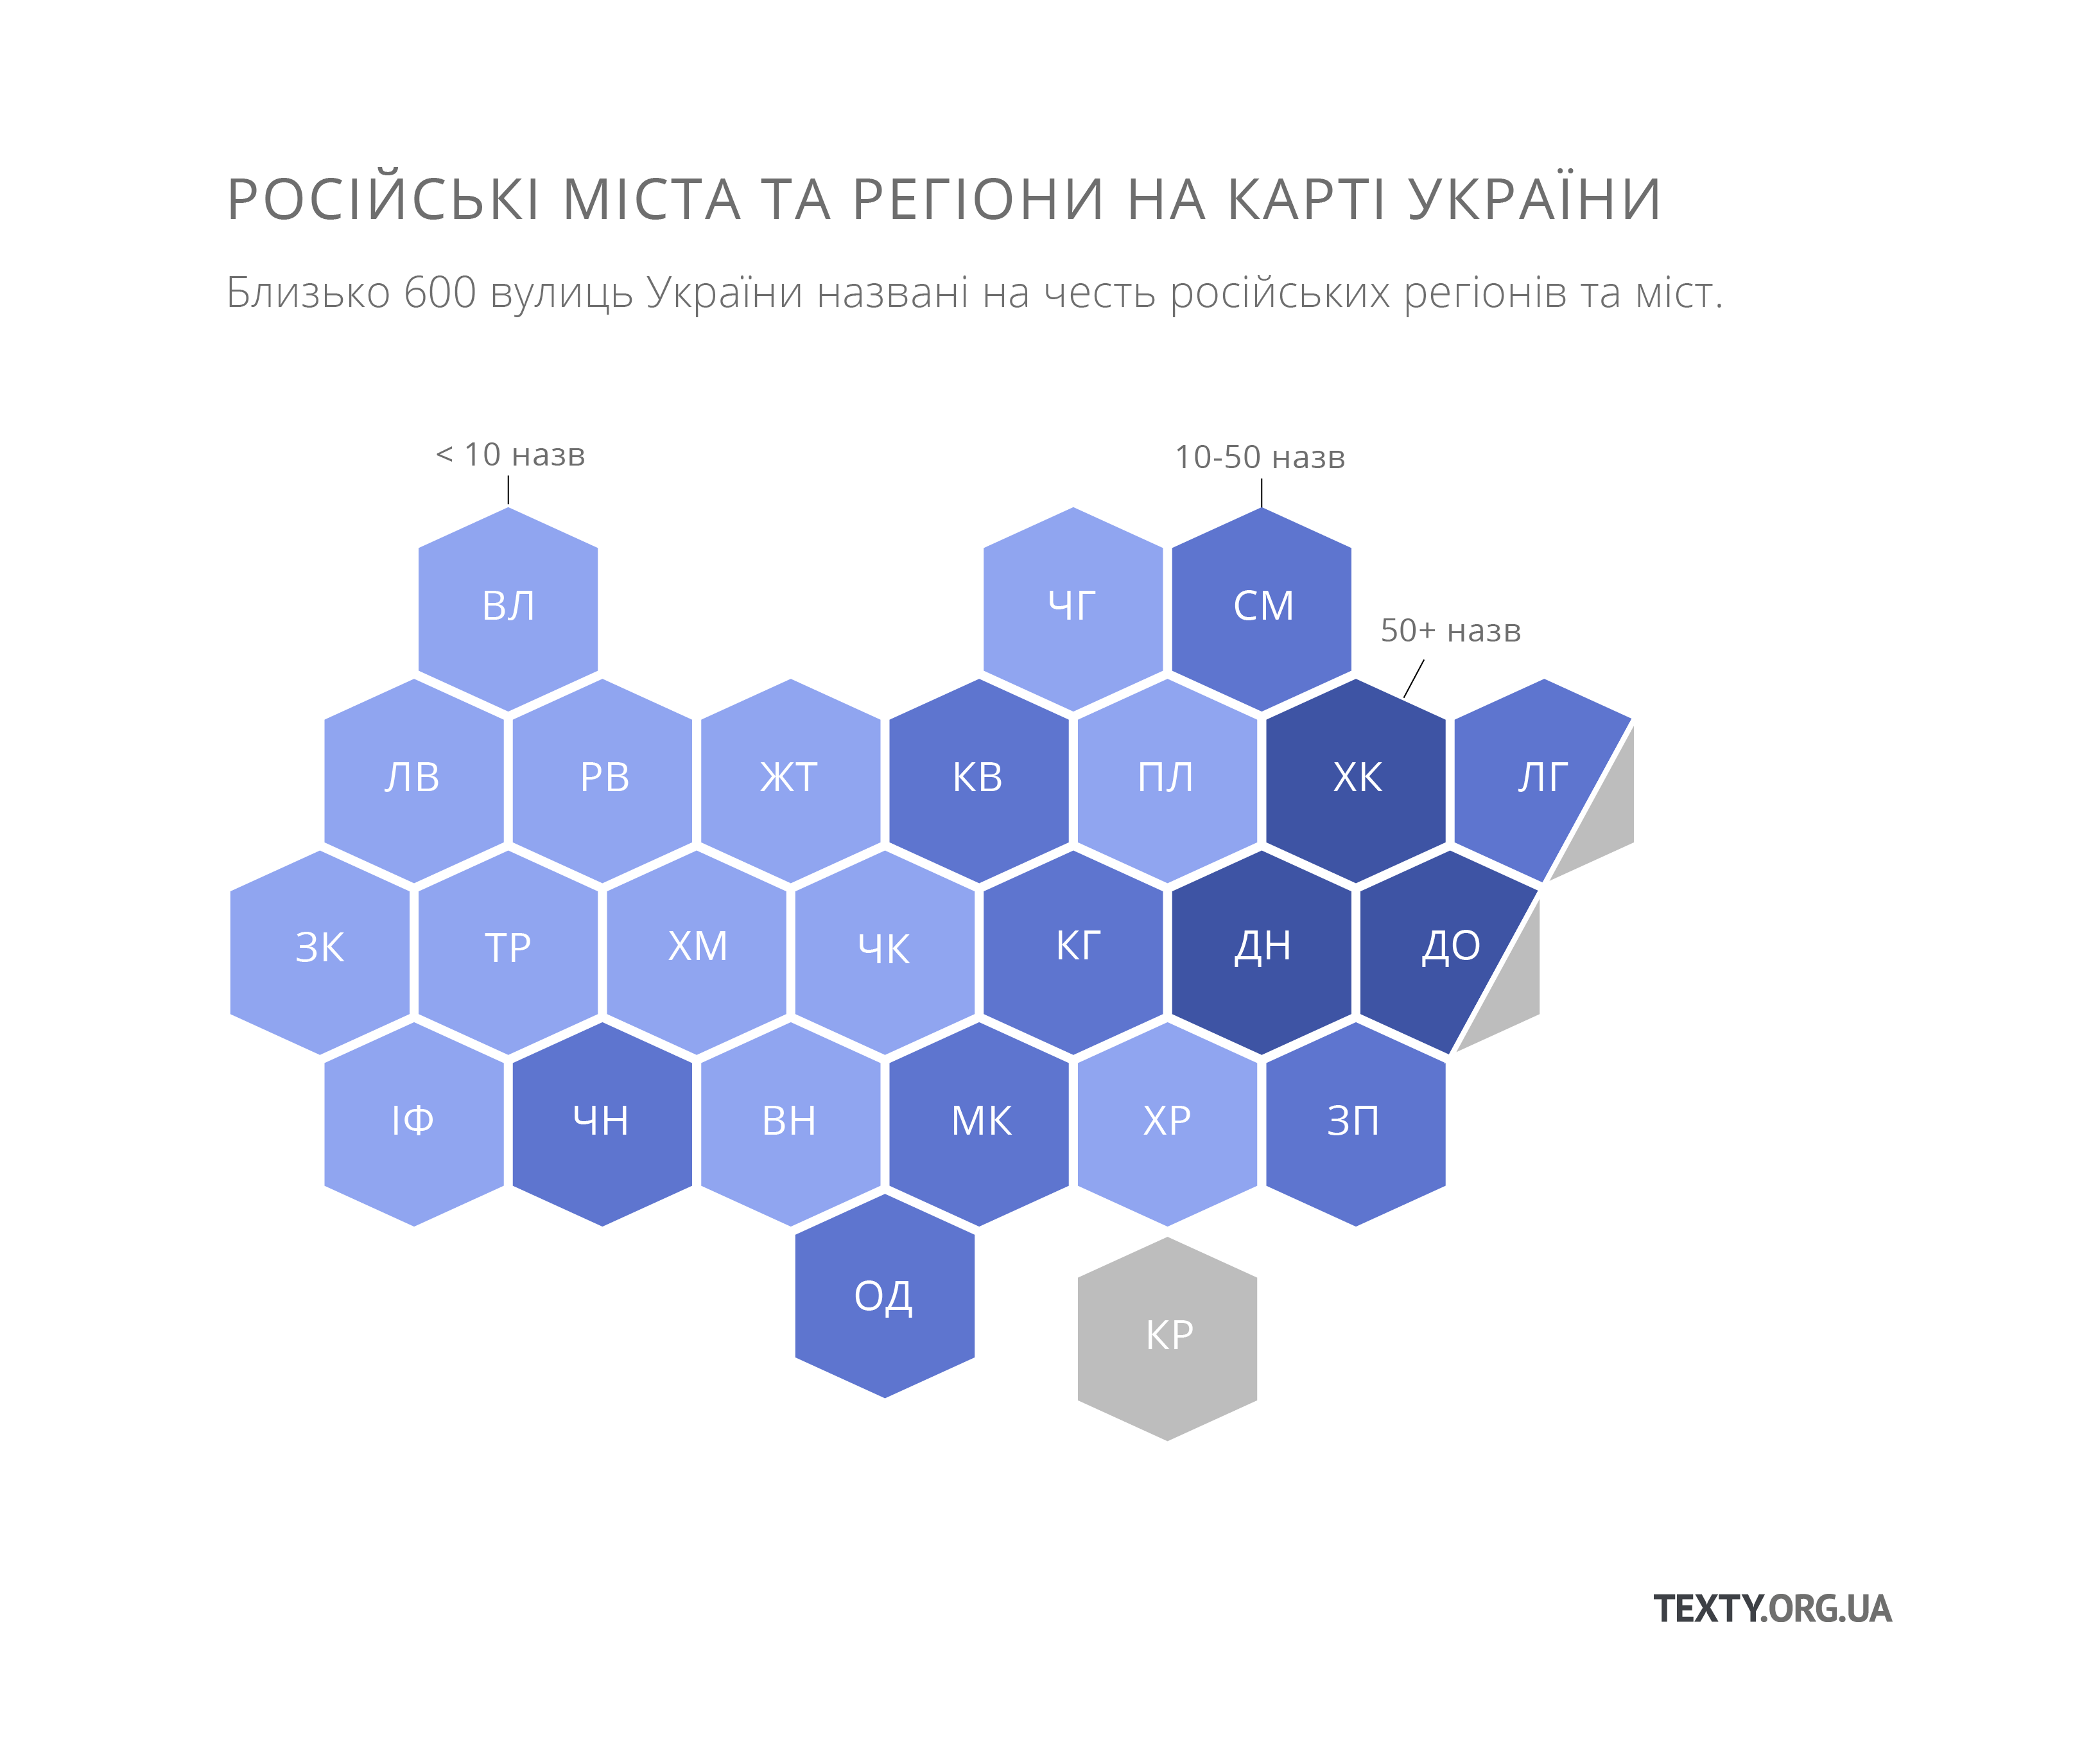 РОСІЙСЬКІ МІСТА ТА РЕГІОНИ НА КАРТІ УКРАЇНИ
Близько 600 вулиць України названі на честь російських регіонів та міст.
< 10 назв
10-50 назв
ВЛ
ЧГ
СМ
50+ назв
ЛВ
РВ
ЖТ
КВ
ПЛ
ХК
ЛГ
ЗК
ТР
ХМ
ЧК
КГ
ДН
ДО
ІФ
ЧН
ВН
МК
ХР
ЗП
ОД
КР
TEXTY.ORG.UA